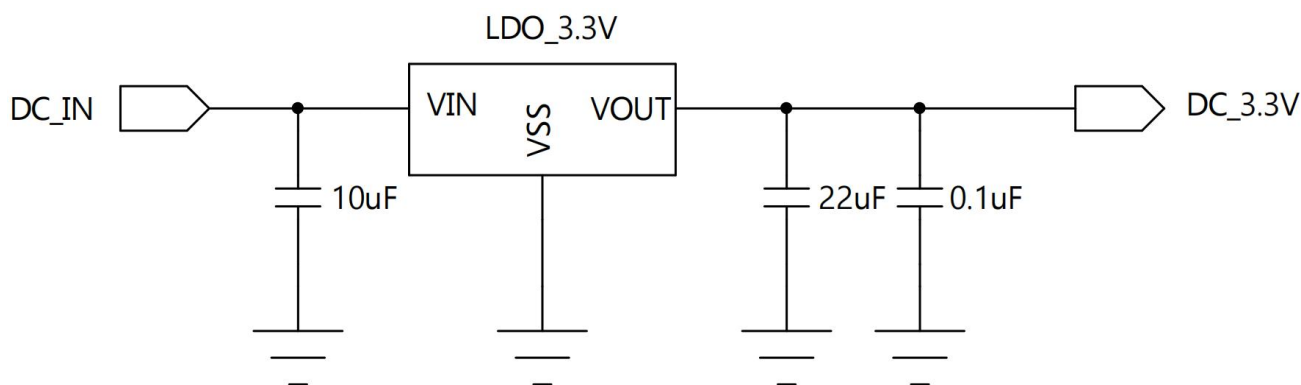 LDO_3.3V
DC_IN
VIN
VSS
VOUT
DC_3.3V
10uF
22uF
0.1uF